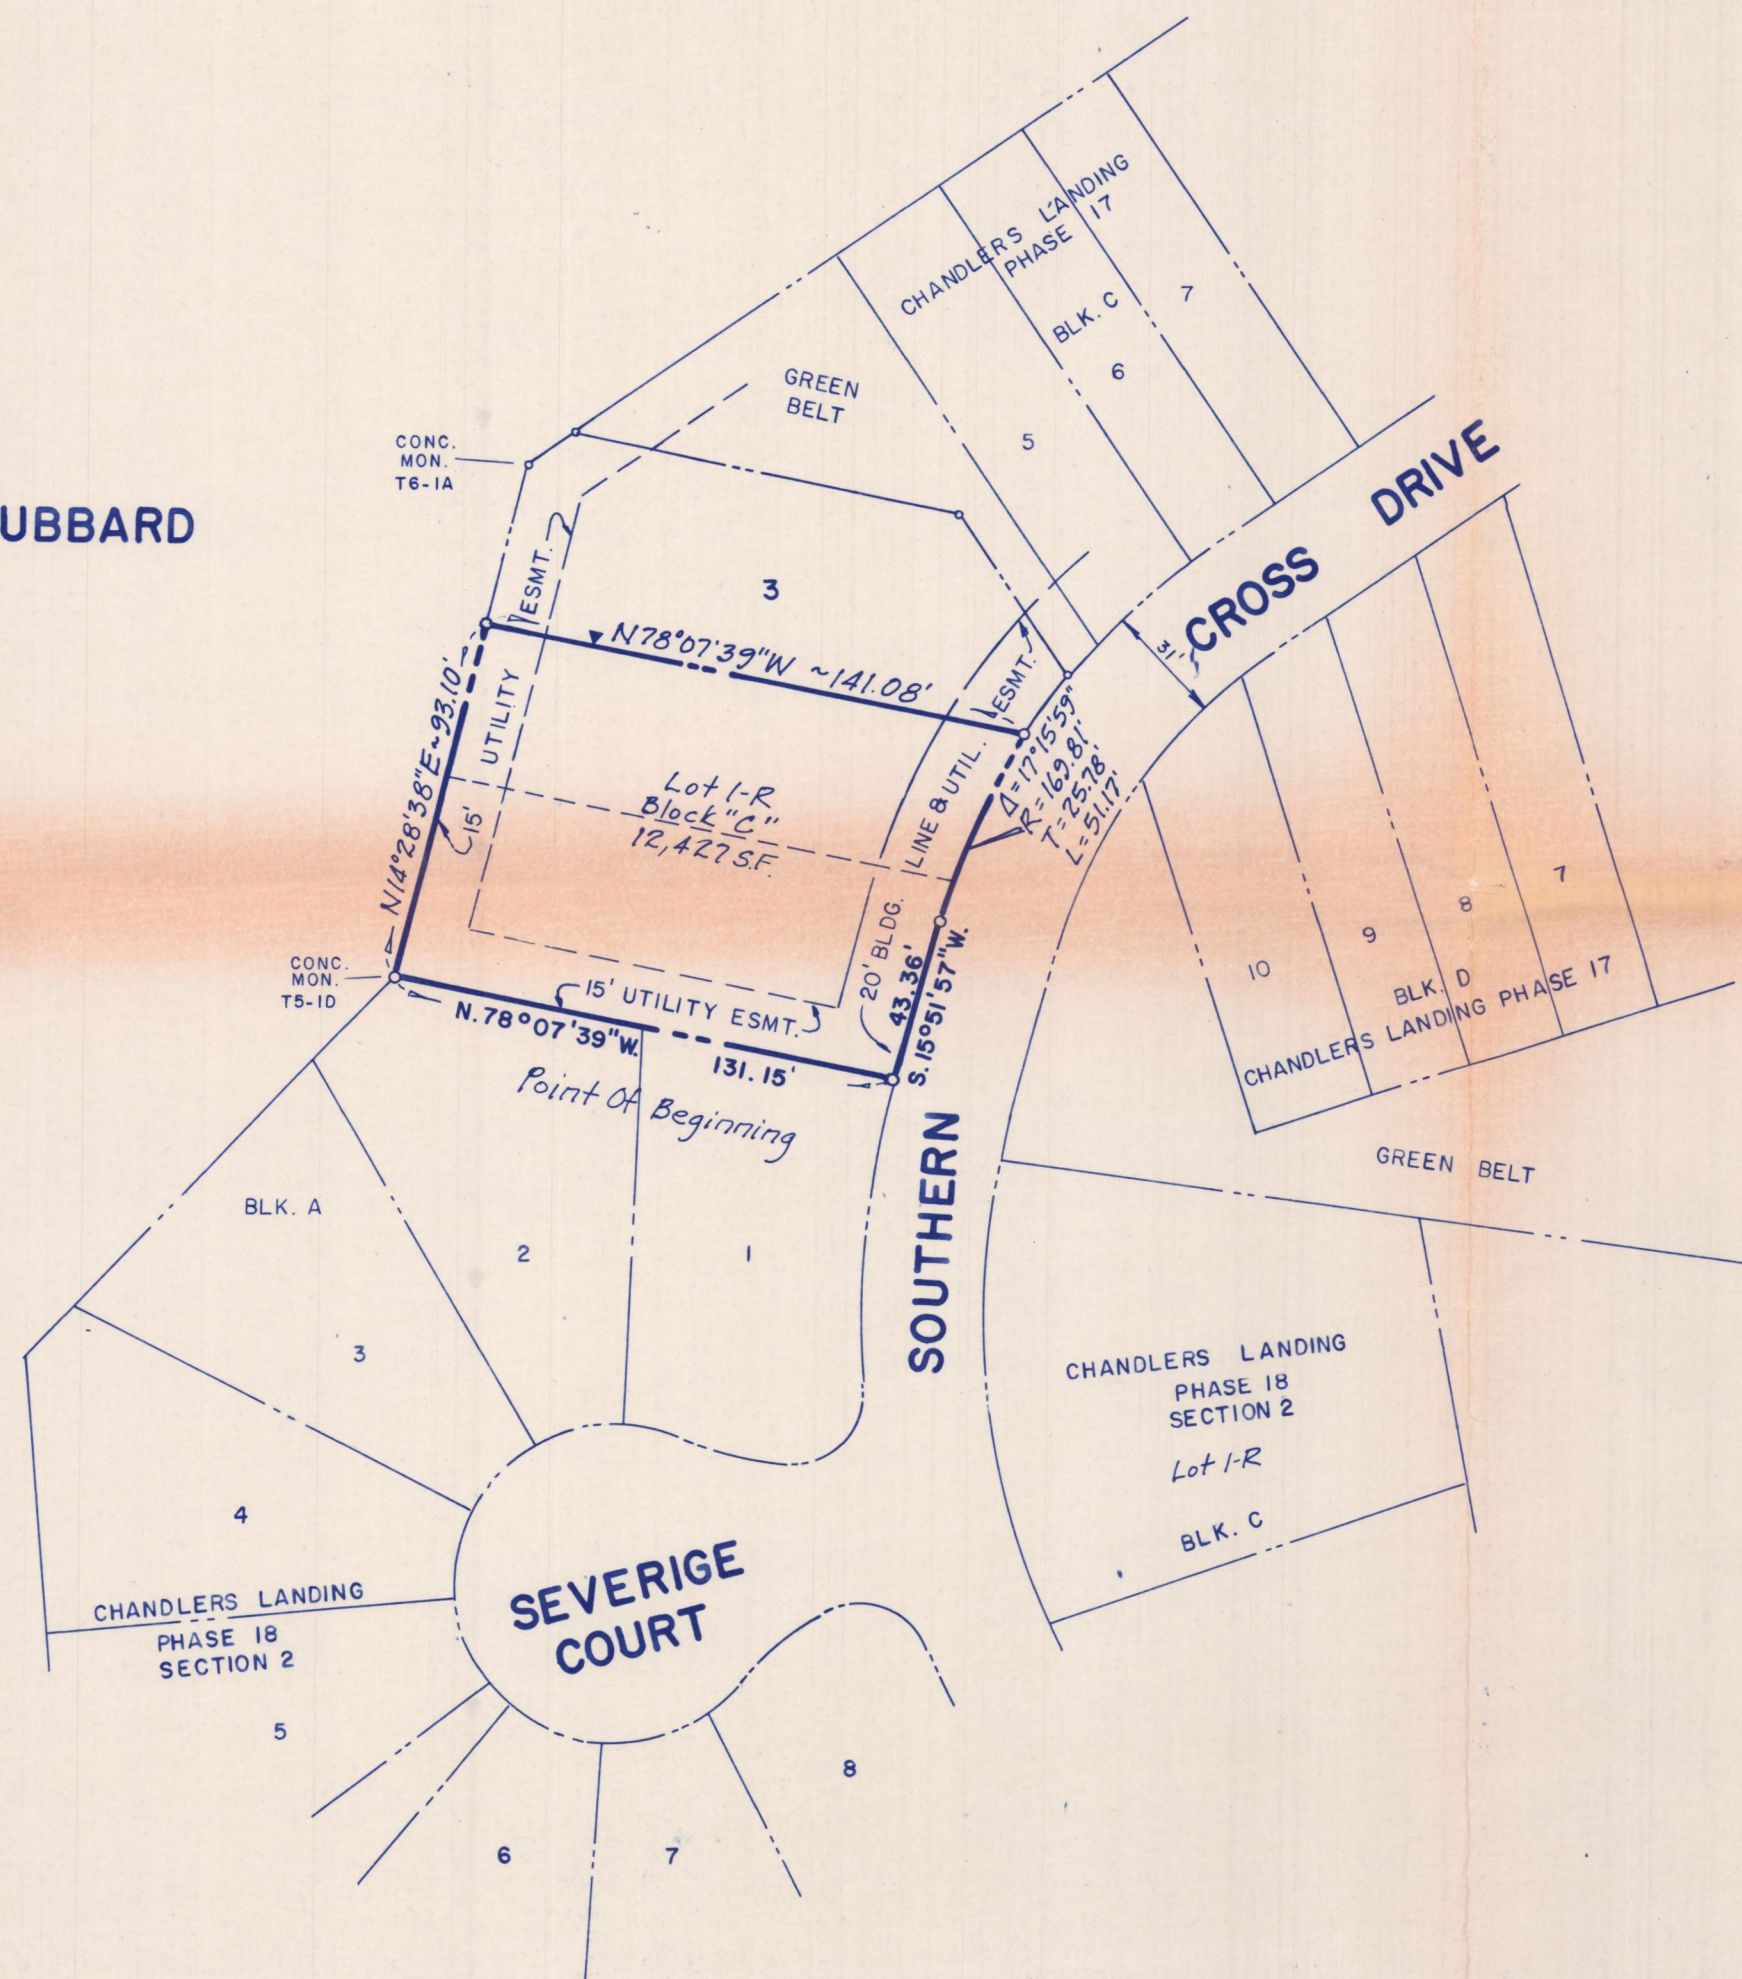 CHANDLERS LANDING
PHASE 17
BLK. C
7
6
5
GREEN
BELT
CONC.
MON.
T6-1A
UBBARD
CROSS DRIVE
31'
ESMT.
UTILITY
3
N78°07'39"W ~141.08'
ESMT.
LINE & UTIL.
20' BLDG.
Δ=17°15'59"
R=169.81'
T=25.78'
L=51.17'
N14°28'38"E~93.10'
15'
Lot 1-R
Block "C"
12,427 S.F.
43.36'
S.15°51'57"W.
CONC.
MON.
T5-1D
15' UTILITY ESMT.
N.78°07'39"W.
131.15'
Point Of Beginning
7
8
9
10
BLK. D
CHANDLERS LANDING PHASE 17
GREEN BELT
SOUTHERN
BLK. A
2
1
3
4
CHANDLERS LANDING
PHASE 18
SECTION 2
Lot 1-R
BLK. C
SEVERIGE
COURT
CHANDLERS LANDING
PHASE 18
SECTION 2
5
6
7
8